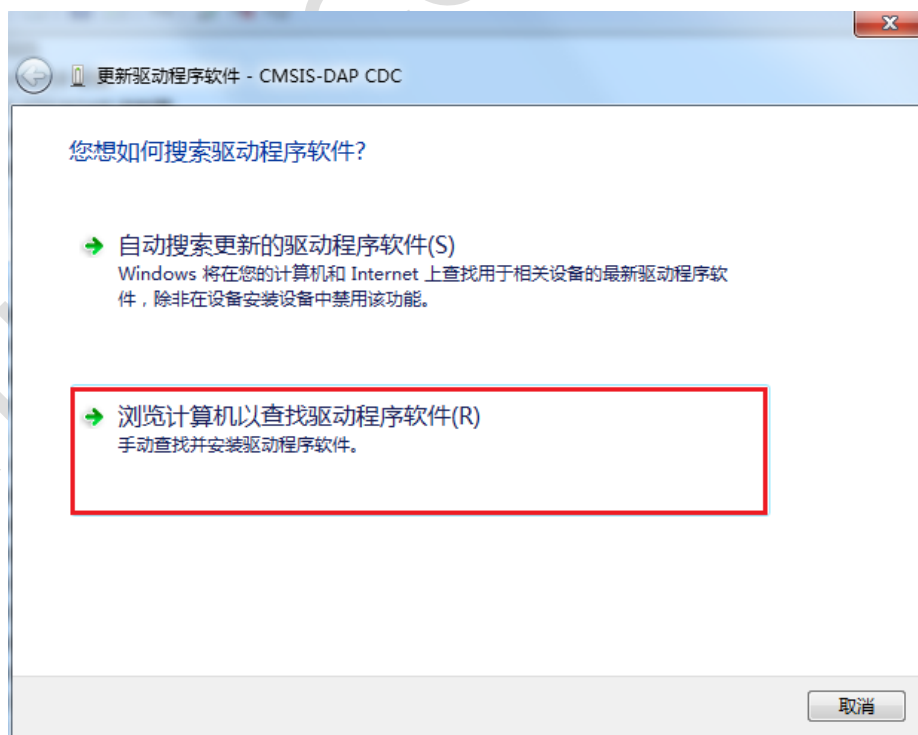 更新驱动程序软件 - CMSIS-DAP CDC
您想如何搜索驱动程序软件?
自动搜索更新的驱动程序软件(S)
Windows 将在您的计算机和 Internet 上查找用于相关设备的最新驱动程序软
件，除非在设备安装设备中禁用该功能。
浏览计算机以查找驱动程序软件(R)
手动查找并安装驱动程序软件。
取消